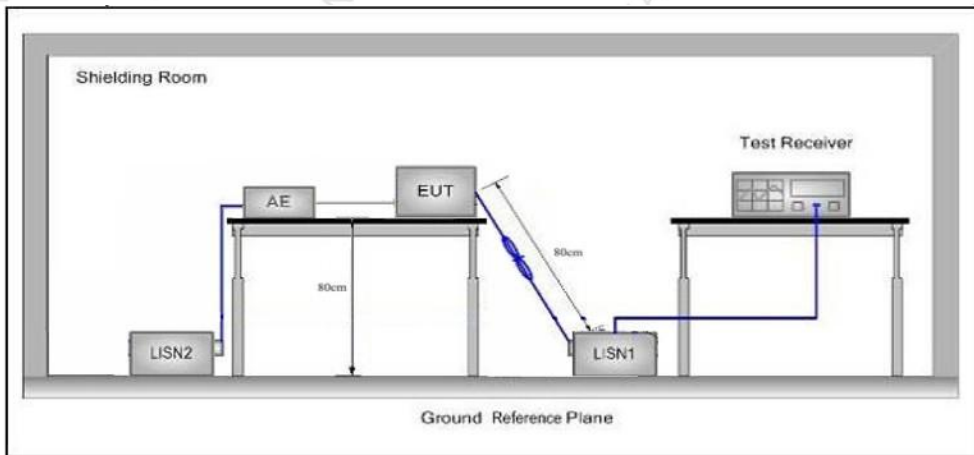 Shielding Room
Test Receiver
AE
EUT
80cm
80cm
LISN2
LISN1
Ground Reference Plane